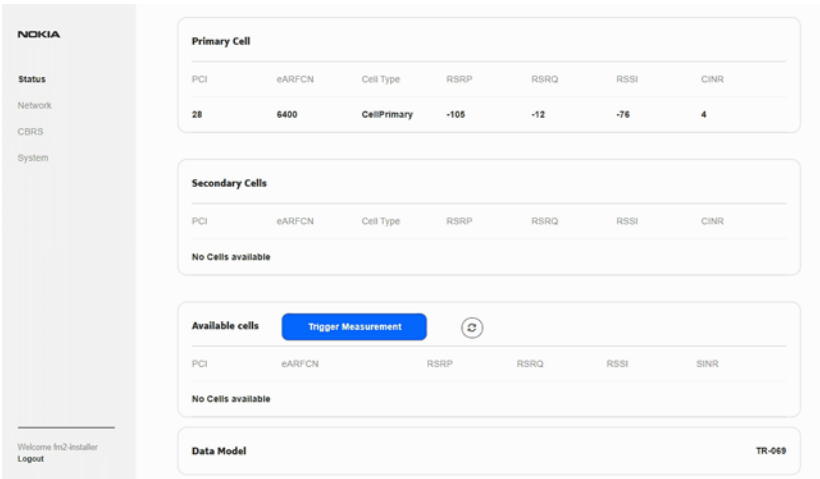 NOKIA
Status
Network
CBRS
System
Primary Cell
PCI eARFCN Cell Type RSRP RSRQ RSSI CINR
28 6400 CellPrimary -105 -12 -76 4
Secondary Cells
PCI eARFCN Cell Type RSRP RSRQ RSSI CINR
No Cells available
Available cells Trigger Measurement
PCI eARFCN RSRP RSRQ RSSI SINR
No Cells available
Data Model TR-069
Welcome fm2-installer
Logout